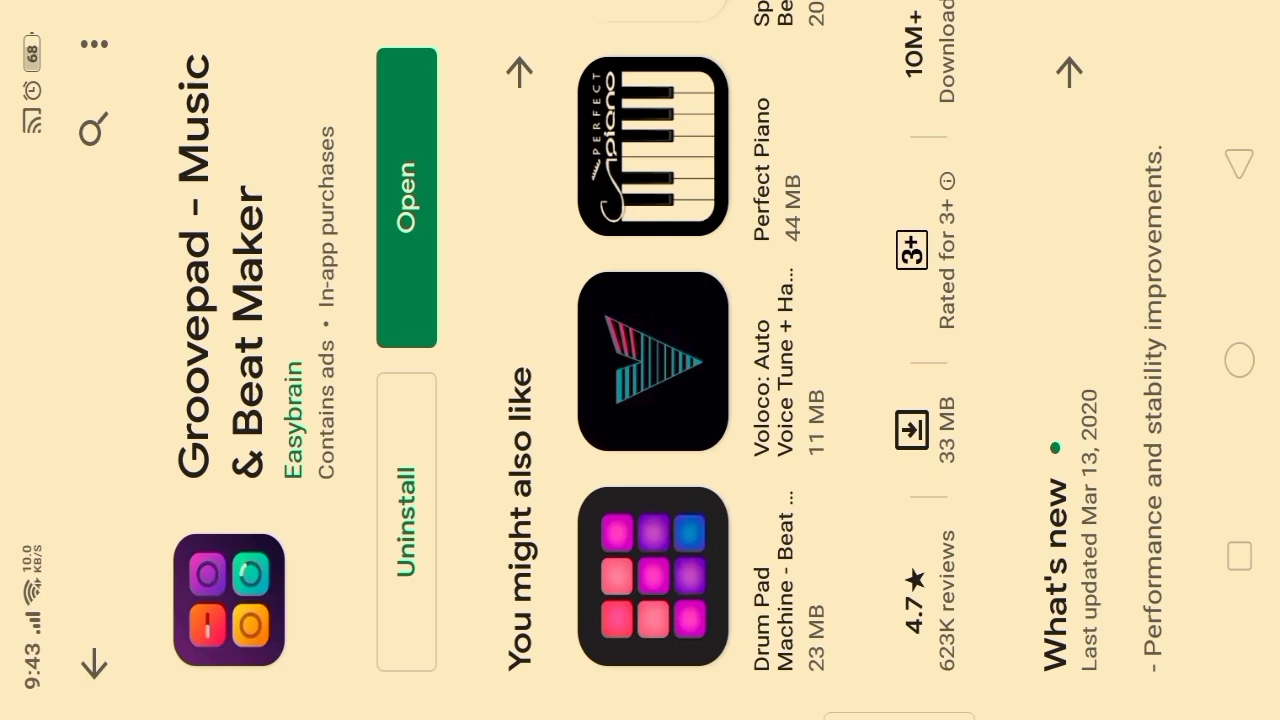 9:43 10.0 KB/S 68
Groovepad - Music
& Beat Maker
Easybrain
Contains ads • In-app purchases
Uninstall Open
You might also like
PERFECT
Piano
Drum Pad
Machine - Beat ...
23 MB
Voloco: Auto
Voice Tune + Ha...
11 MB
Perfect Piano
44 MB
Sp
Be
20
4.7★
623K reviews
33 MB
3+
Rated for 3+
10M+
Download
What's new
Last updated Mar 13, 2020
- Performance and stability improvements.